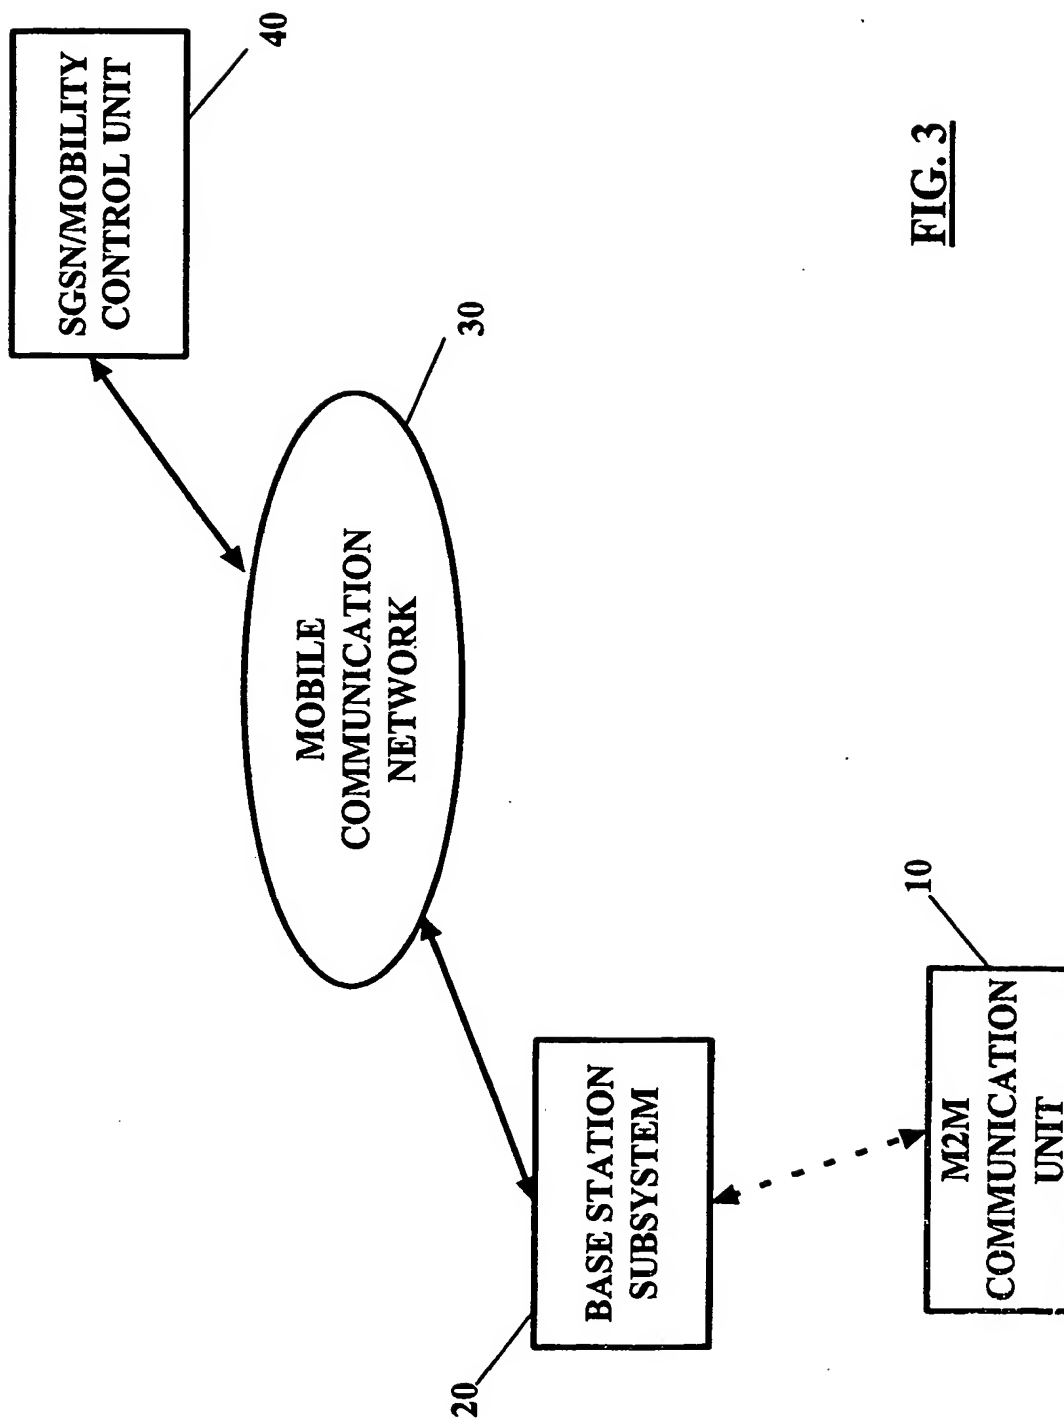 SGSN/MOBILITY
CONTROL UNIT
40
MOBILE
COMMUNICATION
NETWORK
30
BASE STATION
SUBSYSTEM
20
M2M
COMMUNICATION
UNIT
10
FIG. 3